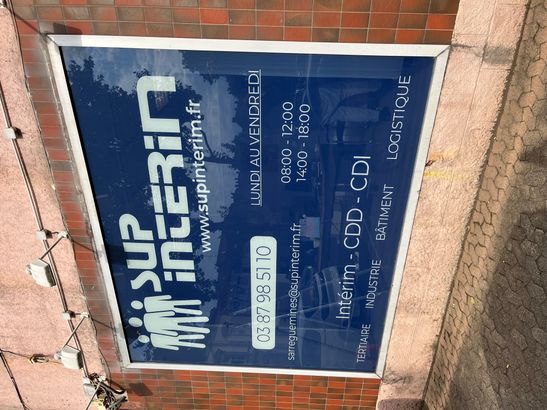 SUP
INTERIM
www.supinterim.fr
03 87 98 51 10
sarreguemines@supinterim.fr
LUNDI AU VENDREDI
08:00 - 12:00
14:00 - 18:00
Intérim - CDD - CDI
TERTIAIRE INDUSTRIE BÂTIMENT LOGISTIQUE